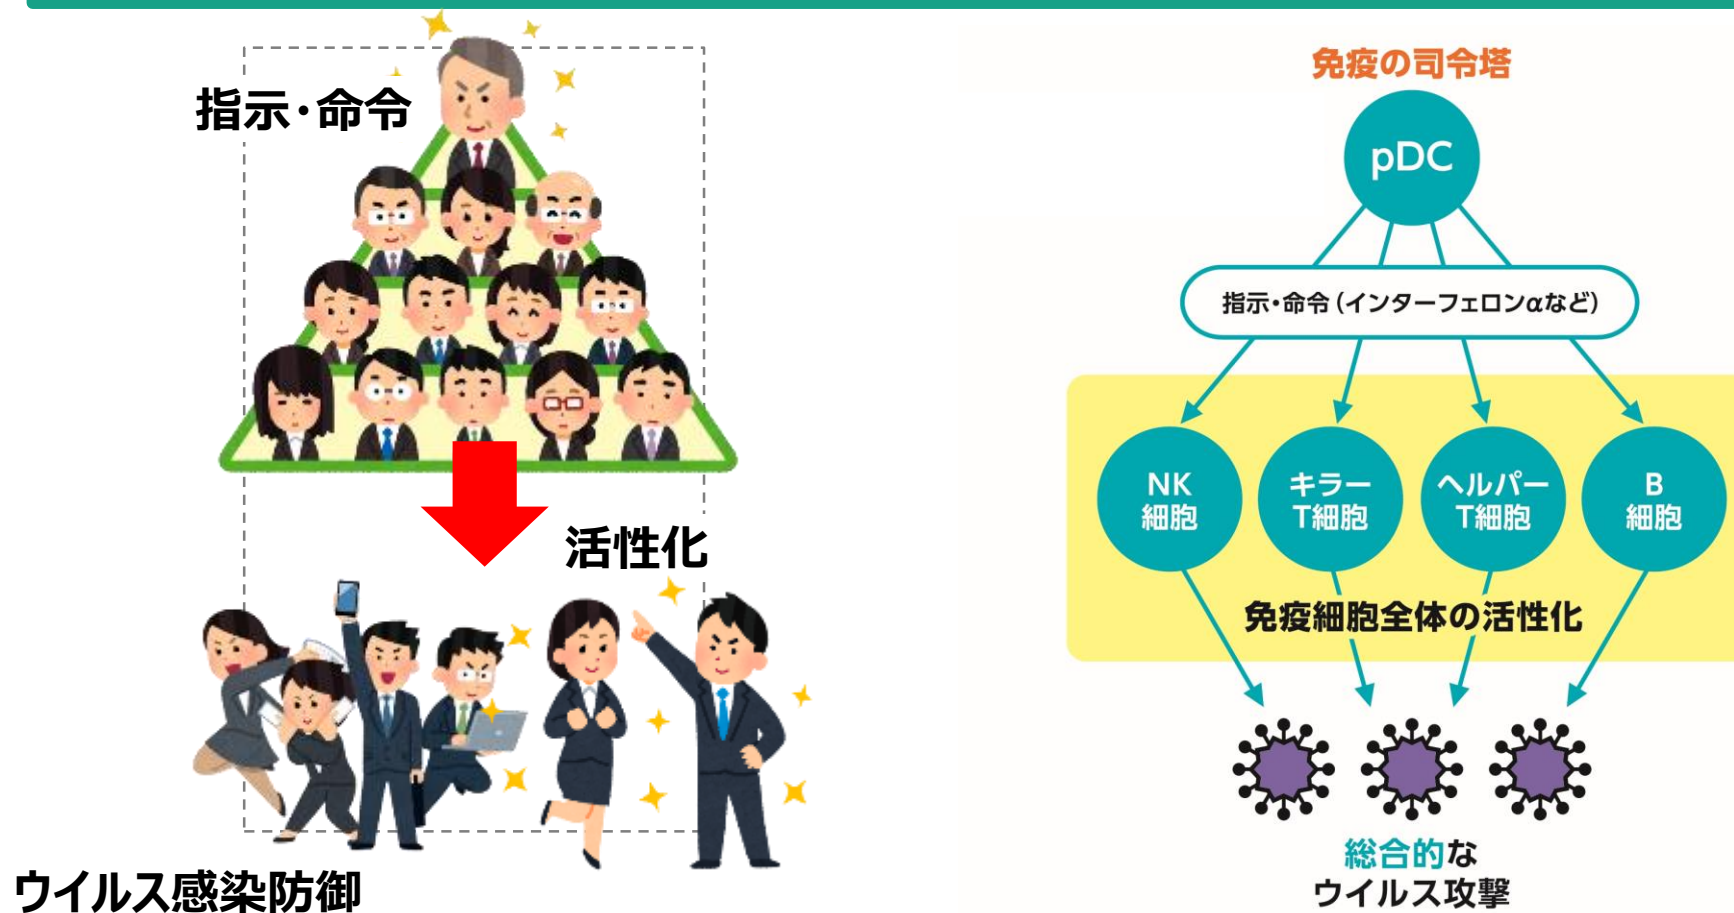 指示・命令
活性化
ウイルス感染防御
免疫の司令塔
pDC
指示・命令（インターフェロンαなど）
NK
細胞
キラー
T細胞
ヘルパー
T細胞
B
細胞
免疫細胞全体の活性化
総合的な
ウイルス攻撃